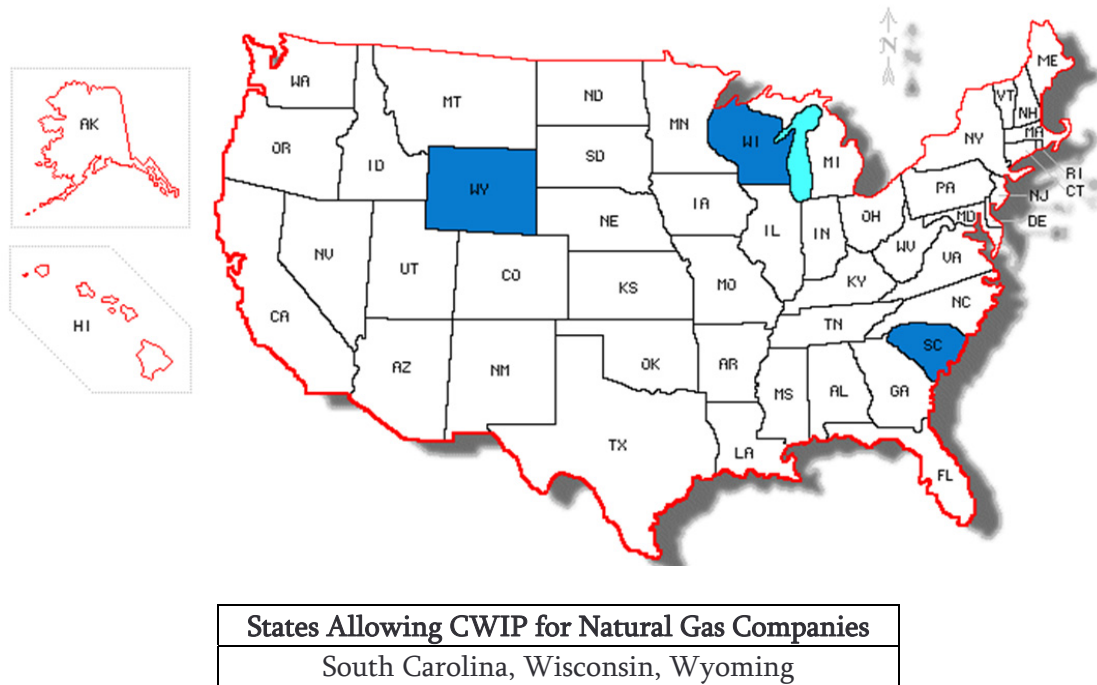 N
WA
MT
ND
MN
ME
VT
NH
AK
OR
ID
SD
WI
MI
NY
MA
WY
RI
CT
IA
PA
NJ
NE
OH
MD
DE
NV
UT
CO
IL
IN
WV
VA
KS
MO
KY
HI
CA
NC
TN
SC
AZ
NM
OK
AR
MS
AL
GA
TX
LA
FL
States Allowing CWIP for Natural Gas Companies
South Carolina, Wisconsin, Wyoming